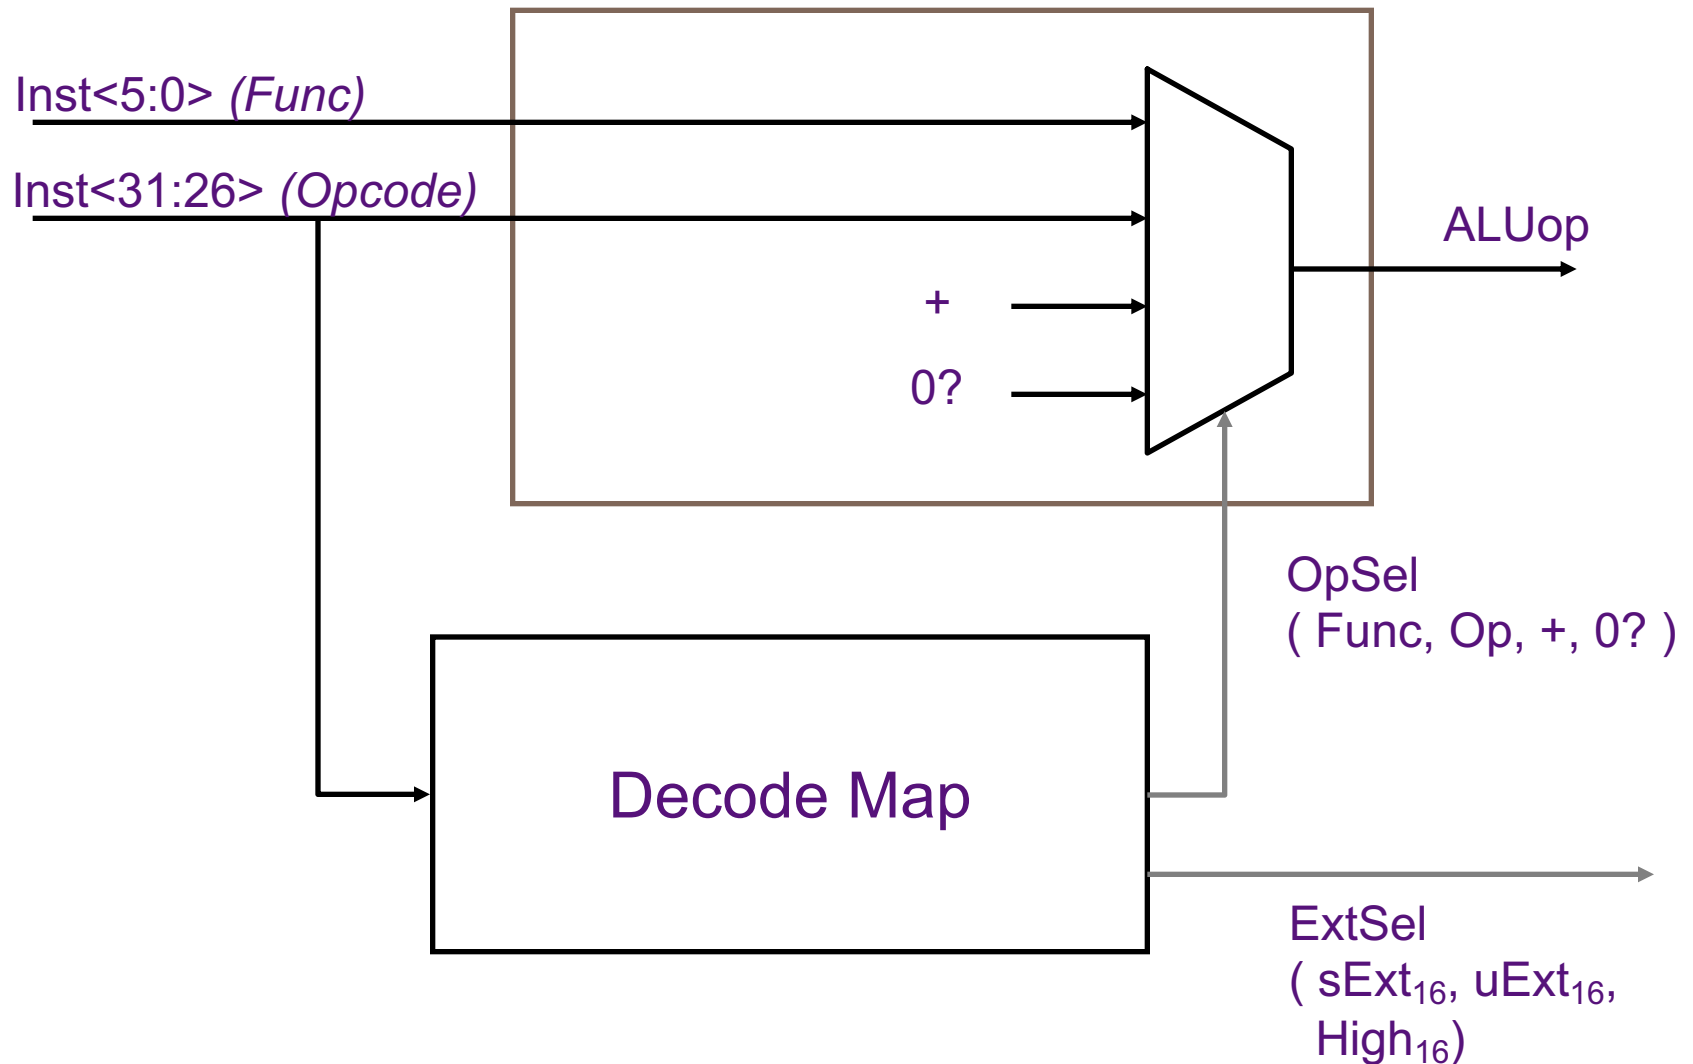 Inst<5:0> (Func)
Inst<31:26> (Opcode)
ALUop
+
0?
OpSel
( Func, Op, +, 0? )
Decode Map
ExtSel
( sExt₁₆, uExt₁₆,
High₁₆)